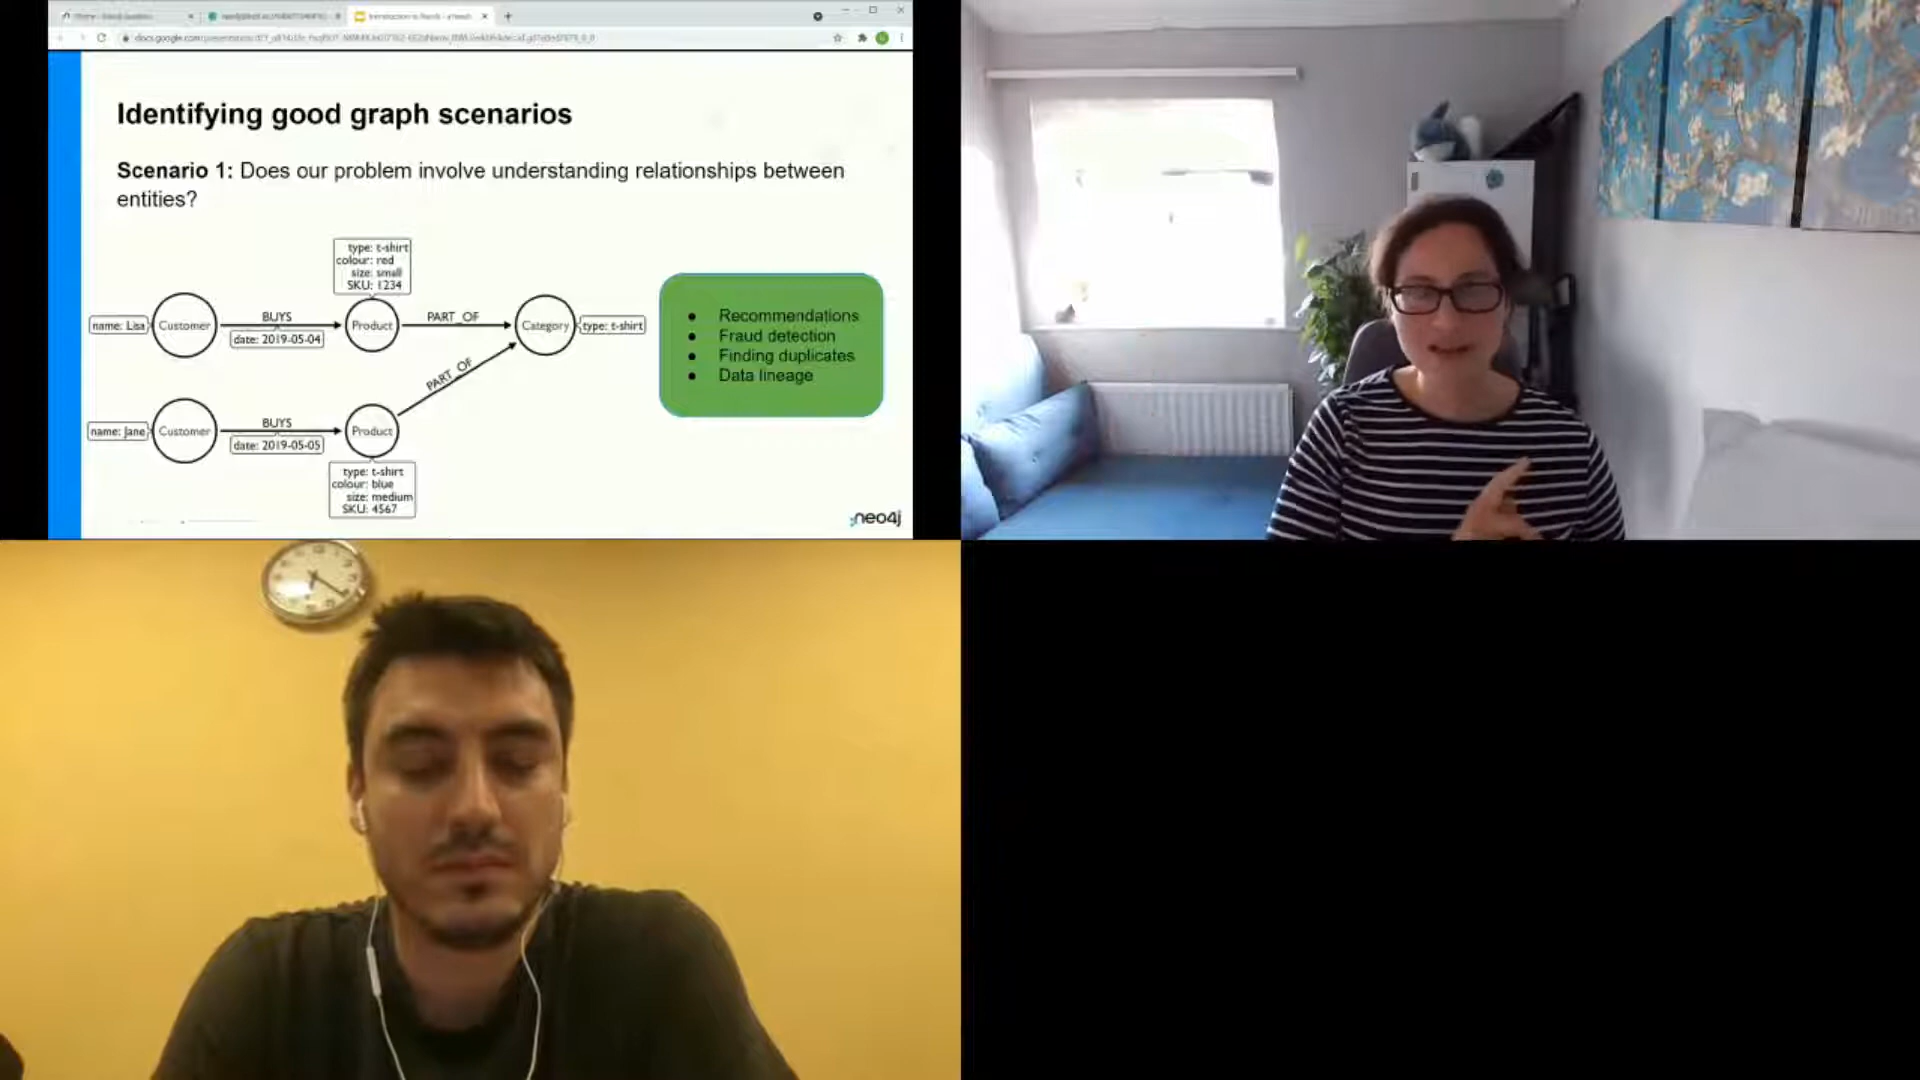 Identifying good graph scenarios
Scenario 1: Does our problem involve understanding relationships between
entities?
type: t-shirt
colour: red
size: small
SKU: 1234
name: Lisa
Customer
BUYS
date: 2019-05-04
Product
PART_OF
Category
type: t-shirt
PART_OF
name: Jane
Customer
BUYS
date: 2019-05-05
Product
type: t-shirt
colour: blue
size: medium
SKU: 4567
• Recommendations
• Fraud detection
• Finding duplicates
• Data lineage
neo4j